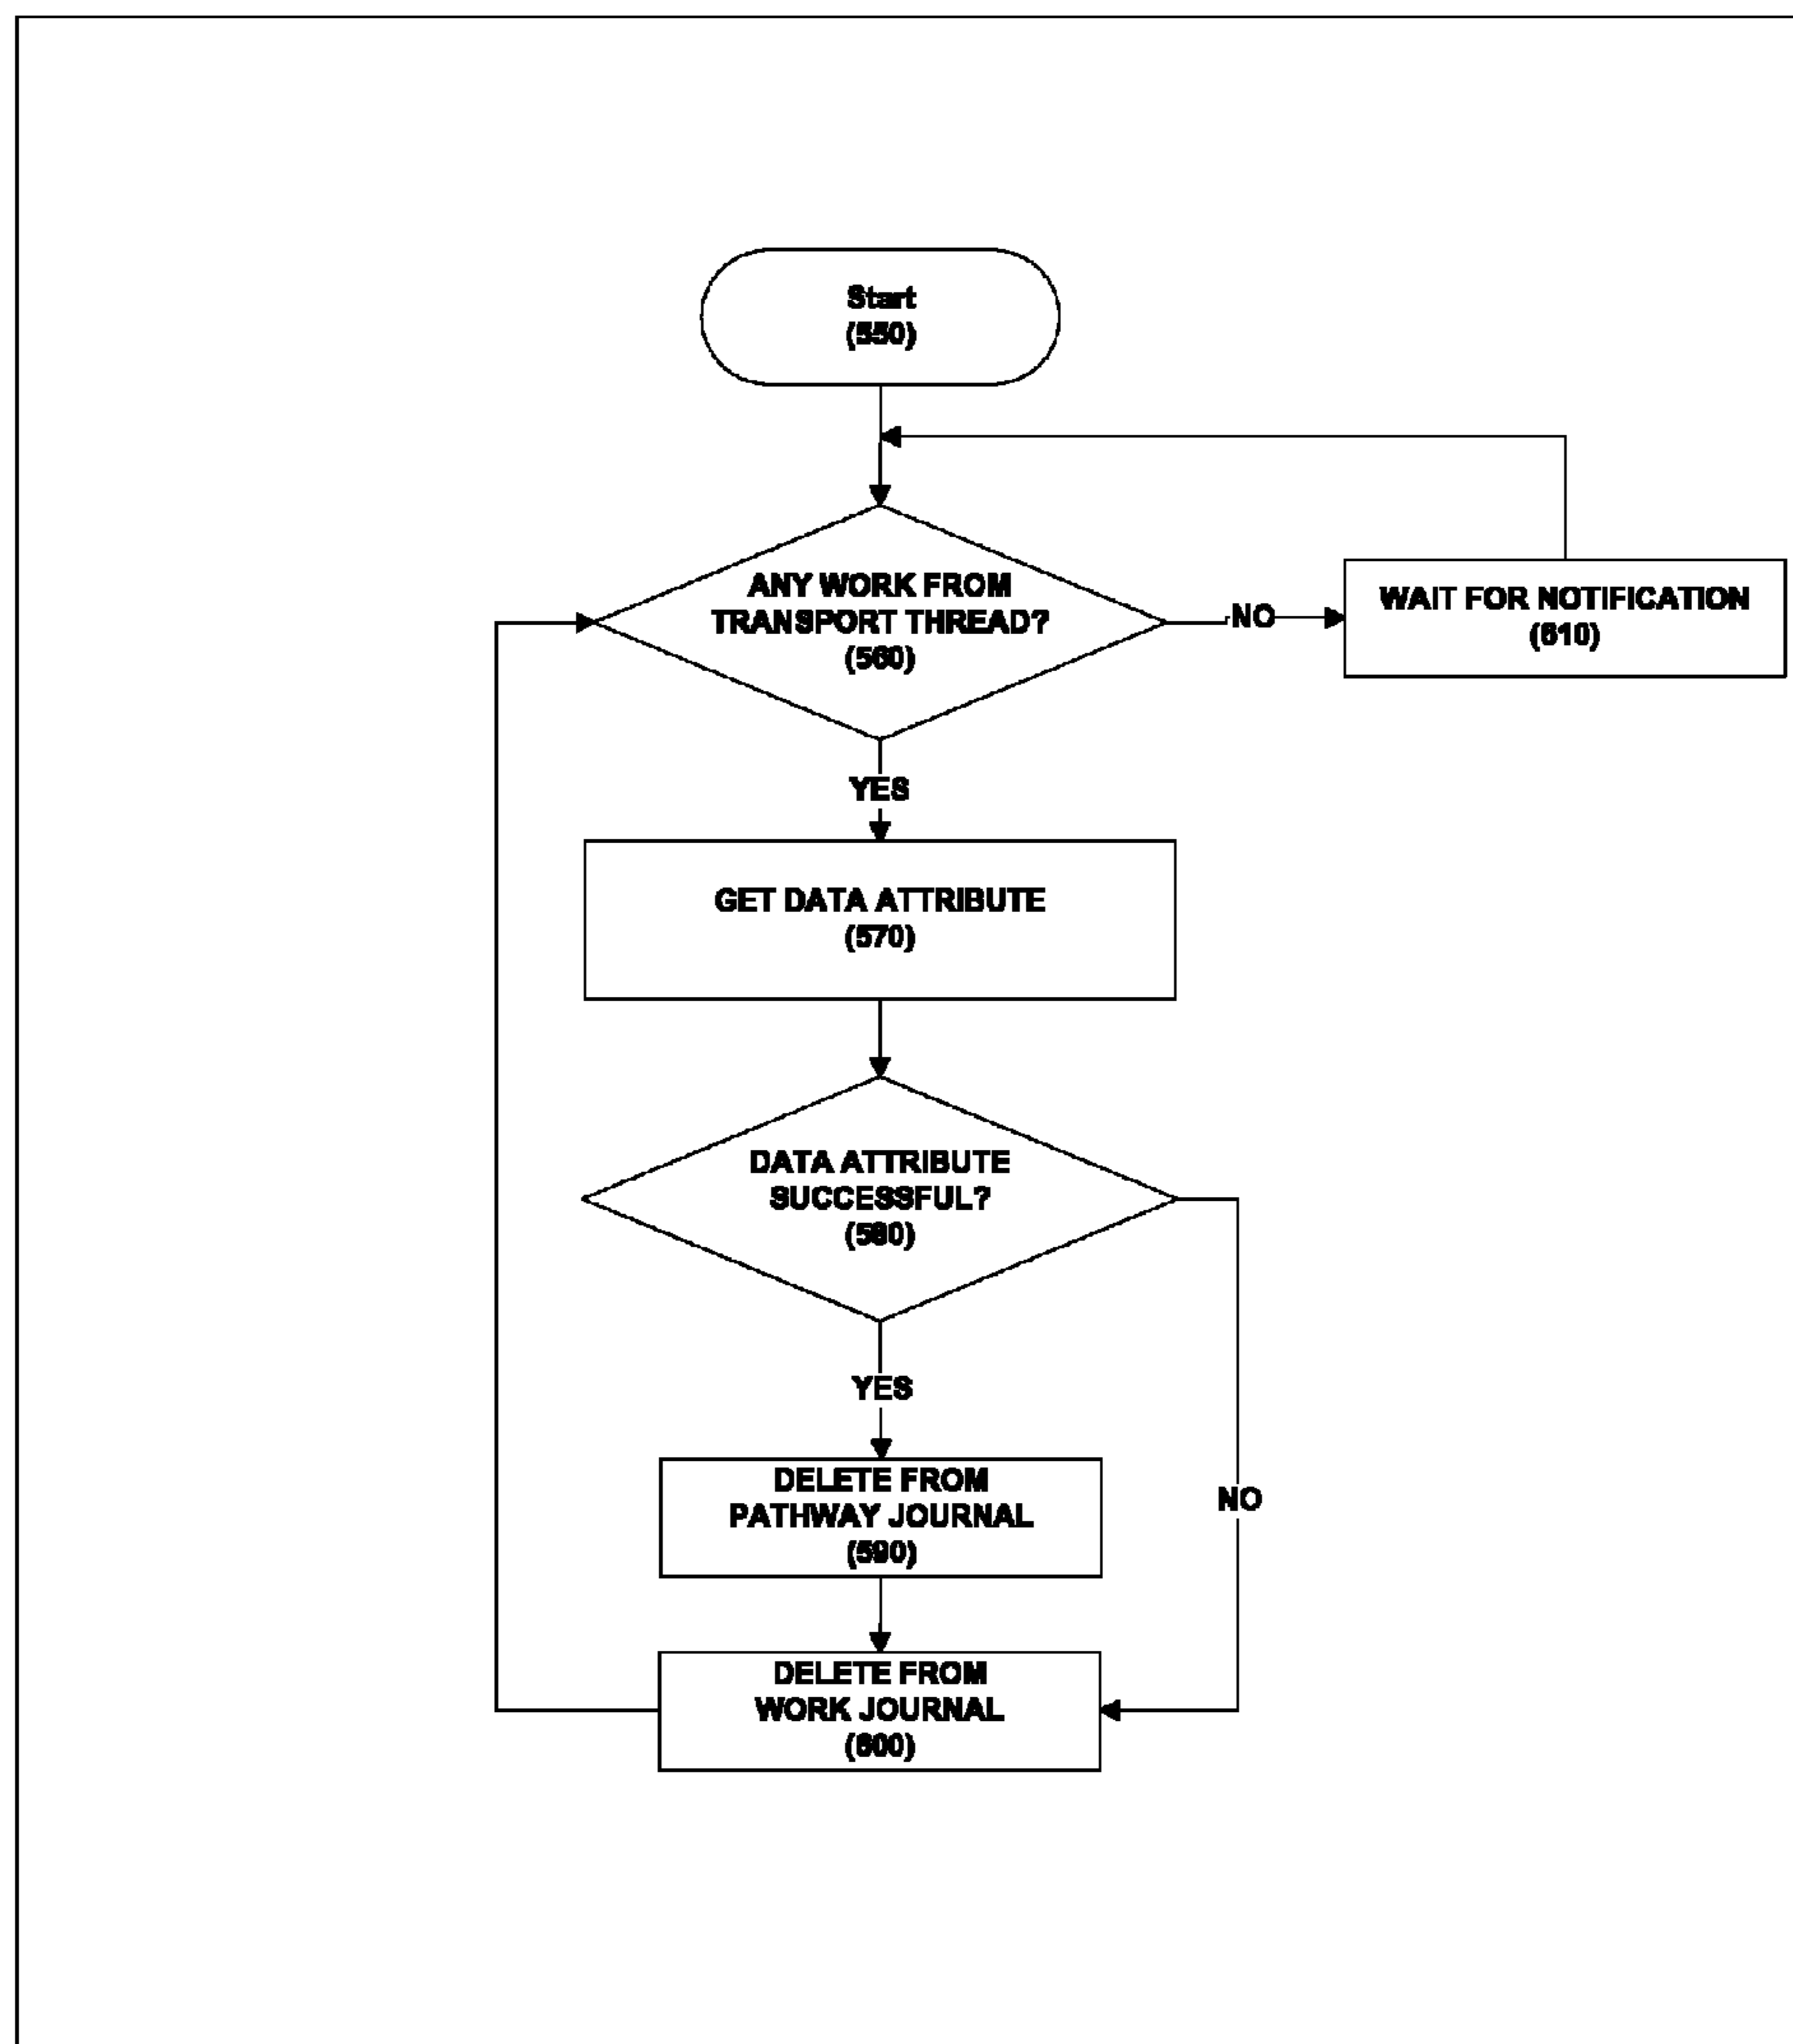 Start
(550)
ANY WORK FROM
TRANSPORT THREAD?
(560)
NO
WAIT FOR NOTIFICATION
(610)
YES
GET DATA ATTRIBUTE
(570)
DATA ATTRIBUTE
SUCCESSFUL?
(580)
YES
NO
DELETE FROM
PATHWAY JOURNAL
(590)
DELETE FROM
WORK JOURNAL
(600)